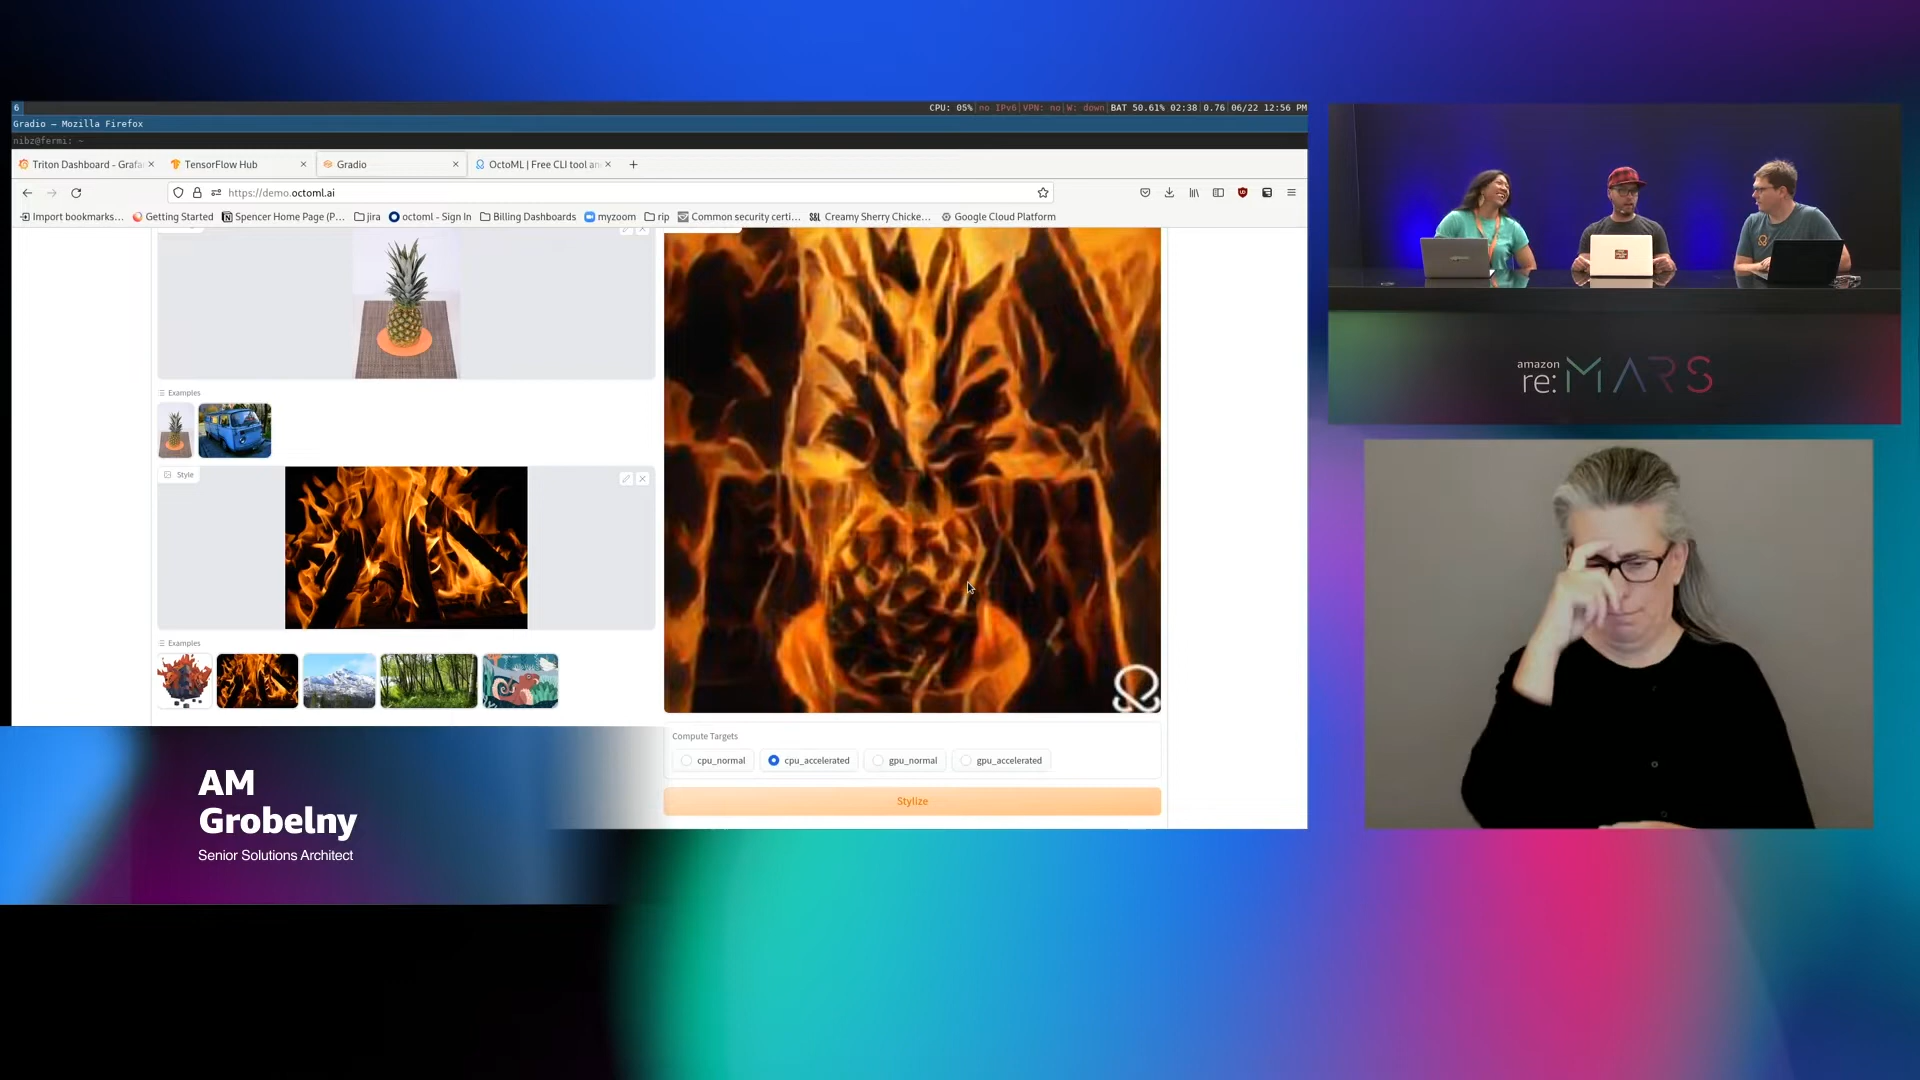 6
CPU: 05%|no IPv6|VPN: no|W: down|BAT 50.61% 02:38|0.76|06/22 12:56 PM
Gradio — Mozilla Firefox
nibz@fermi: ~
Triton Dashboard - Grafa
TensorFlow Hub
Gradio
OctoML | Free CLI tool an
https://demo.octoml.ai
Import bookmarks…
Getting Started
Spencer Home Page (P…
jira
octoml - Sign In
Billing Dashboards
myzoom
rip
Common security certi…
Creamy Sherry Chicke…
Google Cloud Platform
Examples
Style
Examples
Compute Targets
cpu_normal
cpu_accelerated
gpu_normal
gpu_accelerated
Stylize
AM
Grobelny
Senior Solutions Architect
amazon
re:MARS